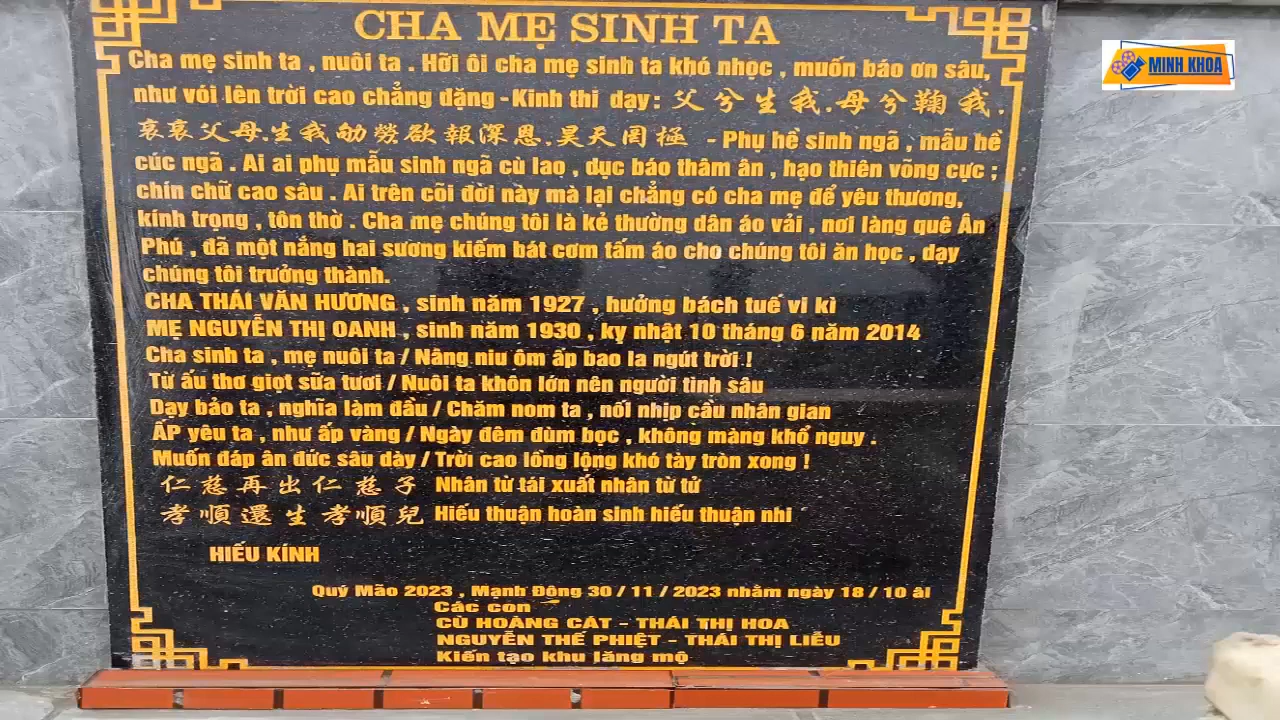 CHA MẸ SINH TA
MINH KHOA
Cha mẹ sinh ta , nuôi ta . Hỡi ôi cha mẹ sinh ta khó nhọc , muốn báo ơn sâu,
như vói lên trời cao chẳng đặng - Kinh thi dạy : 父兮生我.母兮鞠我.
哀哀父母.生我劬勞欲報深恩.昊天罔極 - Phụ hề sinh ngã , mẫu hề
cúc ngã . Ai ai phụ mẫu sinh ngã cù lao , dục báo thâm ân , hạo thiên võng cực ;
chín chữ cao sâu . Ai trên cõi đời này mà lại chẳng có cha mẹ để yêu thương,
kính trọng , tôn thờ . Cha mẹ chúng tôi là kẻ thường dân áo vải , nơi làng quê Ân
Phú , đã một nắng hai sương kiếm bát cơm tấm áo cho chúng tôi ăn học , dạy
chúng tôi trưởng thành.
CHA THÁI VĂN HƯƠNG , sinh năm 1927 , hưởng bách tuế vi kì
MẸ NGUYỄN THỊ OANH , sinh năm 1930 , kỵ nhật 10 tháng 6 năm 2014
Cha sinh ta , mẹ nuôi ta / Nâng niu ôm ấp bao la ngút trời !
Từ ấu thơ giọt sữa tươi / Nuôi ta khôn lớn nên người tình sâu
Dạy bảo ta , nghĩa làm đầu / Chăm nom ta , nối nhịp cầu nhân gian
ẤP yêu ta , như ấp vàng / Ngày đêm đùm bọc , không màng khổ nguy .
Muốn đáp ân đức sâu dày / Trời cao lồng lộng khó tày tròn xong !
仁慈再出仁慈子 Nhân từ tái xuất nhân từ tử
孝順還生孝順兒 Hiếu thuận hoàn sinh hiếu thuận nhi
HIẾU KÍNH
Quý Mão 2023 , Mạnh Đông 30 / 11 / 2023 nhằm ngày 18 / 10 âl
Các con
CÙ HOÀNG CÁT - THÁI THỊ HOA
NGUYỄN THẾ PHIỆT - THÁI THỊ LIỄU
Kiến tạo khu lăng mộ